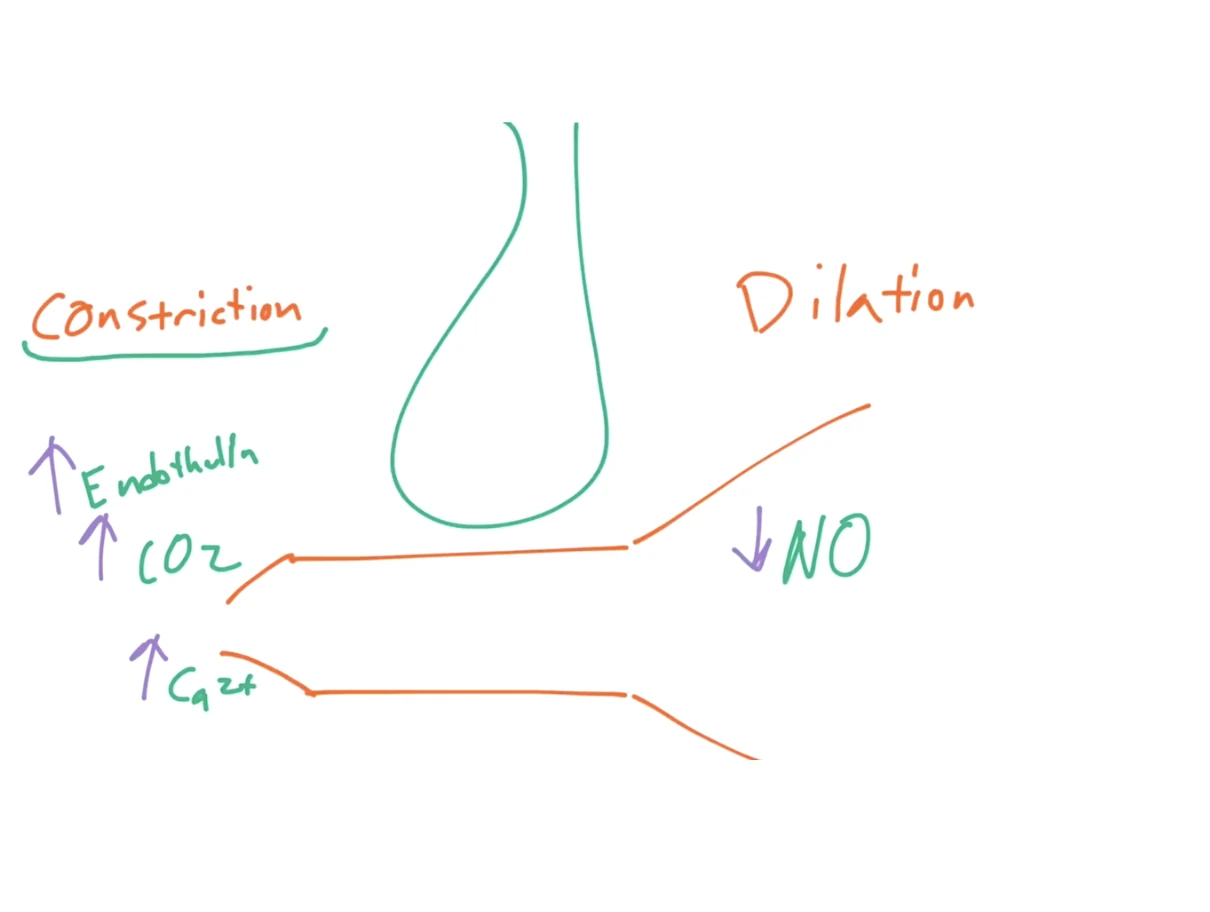 Constriction
Dilation
↑ Endothelin
↑ CO2
↓ NO
↑ Ca2+